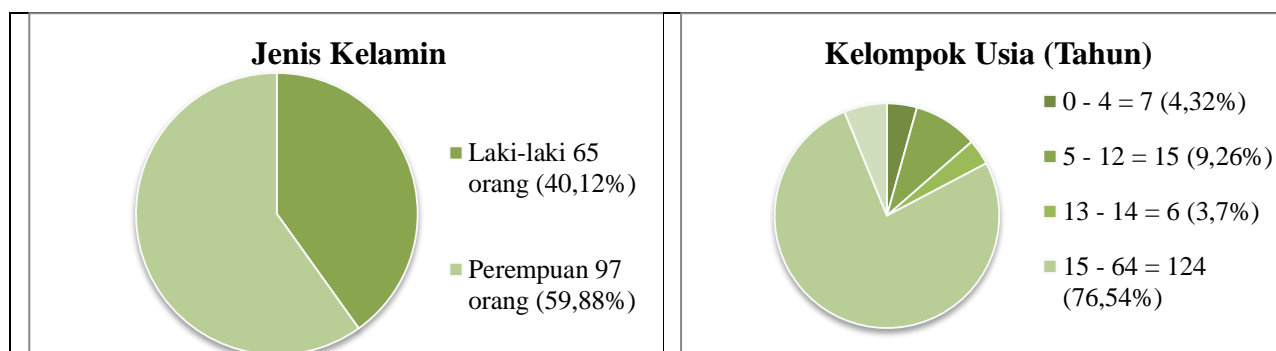 Jenis Kelamin
Laki-laki 65
orang (40,12%)
Perempuan 97
orang (59,88%)
Kelompok Usia (Tahun)
0 - 4 = 7 (4,32%)
5 - 12 = 15 (9,26%)
13 - 14 = 6 (3,7%)
15 - 64 = 124
(76,54%)